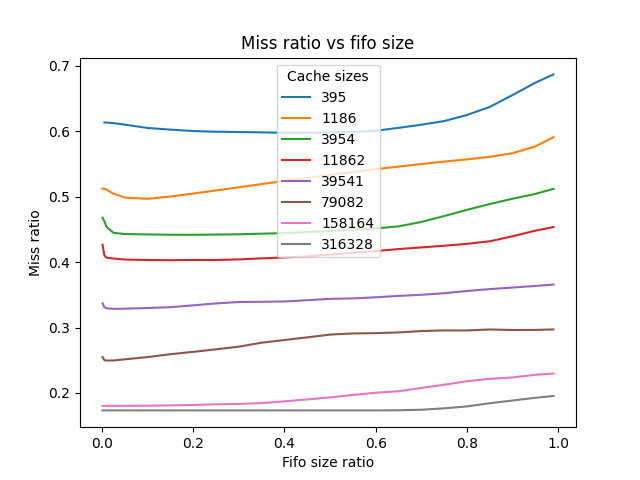 Miss ratio vs fifo size
Cache sizes
395
1186
3954
11862
39541
79082
158164
316328
0.7
0.6
0.5
0.4
0.3
0.2
Miss ratio
0.0 0.2 0.4 0.6 0.8 1.0
Fifo size ratio